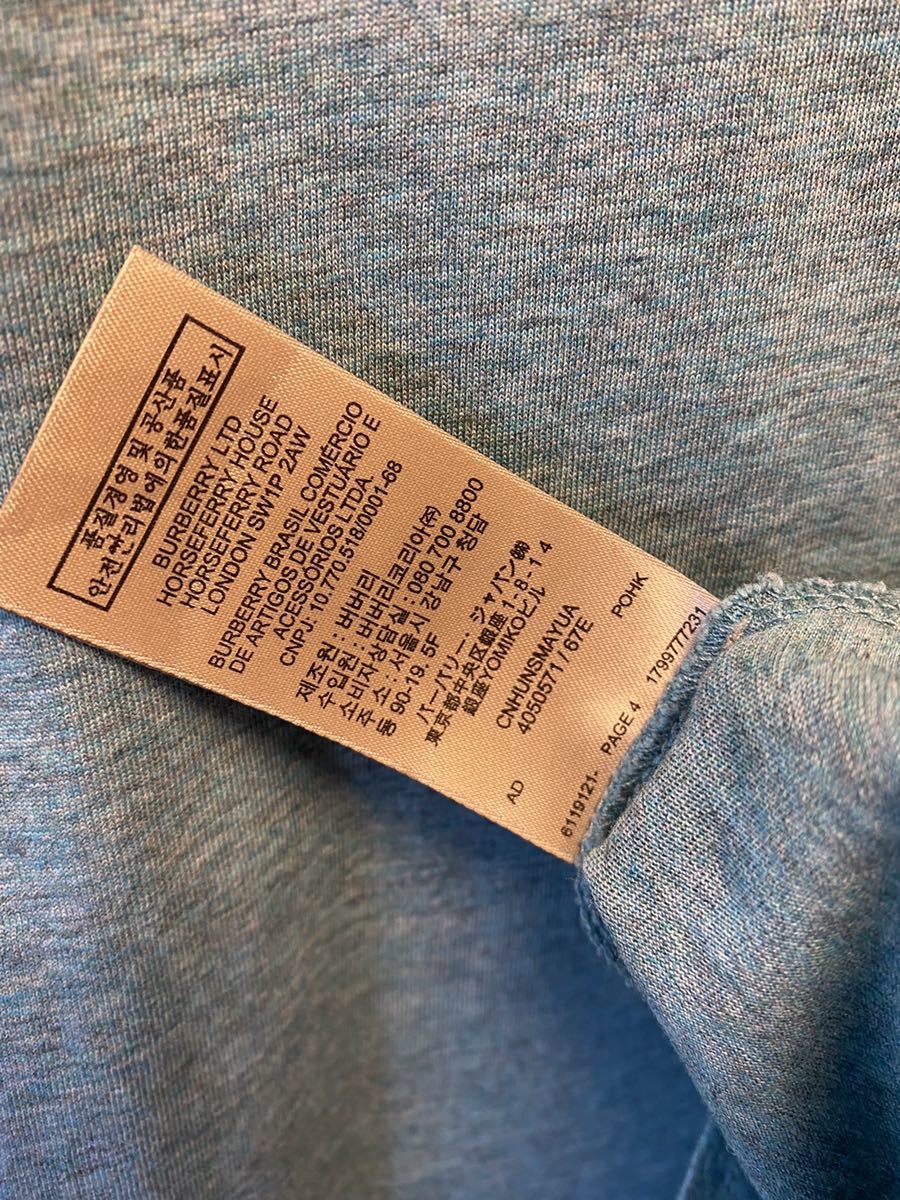 품질경영 및 공산품
안전관리법에 의한 품질표시
BURBERRY LTD
HORSEFERRY HOUSE
HORSEFERRY ROAD
LONDON SW1P 2AW
BURBERRY BRASIL COMÉRCIO
DE ARTIGOS DE VESTUÁRIO E
ACESSÓRIOS LTDA.
CNPJ: 10.770.518/0001-68
제조원 : 버버리
수입원 : 버버리코리아(주)
소비자상담실 : 080 700 8800
주소 : 서울시 강남구 청담
동 90-19. 5F
バーバリー・ジャパン㈱
東京都中央区銀座1-8-14
銀座YOMIKOビル
CNHUNSMAYUA
4050571 / 67E
AD
POHK
6119121- PAGE 4 1799777231